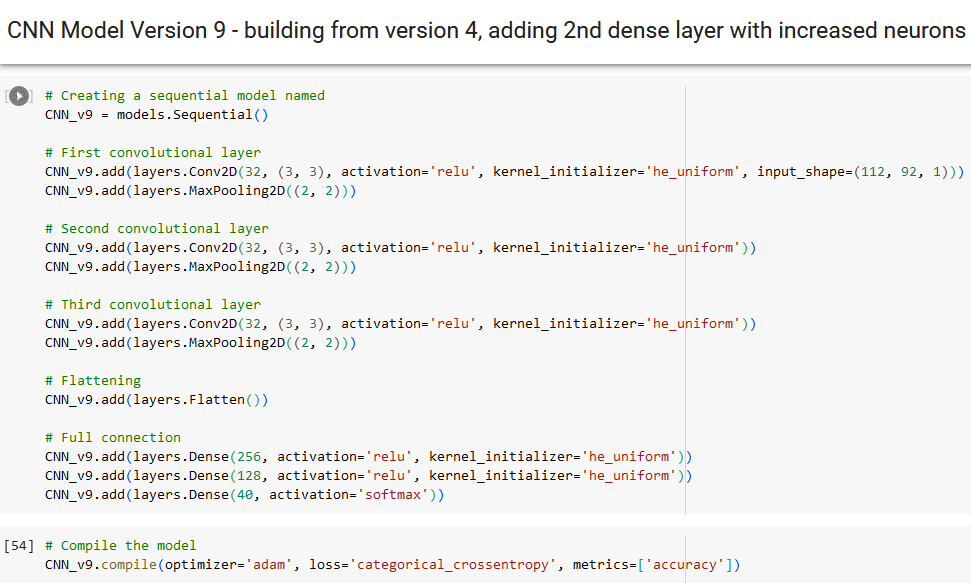 CNN Model Version 9 - building from version 4, adding 2nd dense layer with increased neurons
# Creating a sequential model named
CNN_v9 = models.Sequential()
# First convolutional layer
CNN_v9.add(layers.Conv2D(32, (3, 3), activation='relu', kernel_initializer='he_uniform', input_shape=(112, 92, 1)))
CNN_v9.add(layers.MaxPooling2D((2, 2)))
# Second convolutional layer
CNN_v9.add(layers.Conv2D(32, (3, 3), activation='relu', kernel_initializer='he_uniform'))
CNN_v9.add(layers.MaxPooling2D((2, 2)))
# Third convolutional layer
CNN_v9.add(layers.Conv2D(32, (3, 3), activation='relu', kernel_initializer='he_uniform'))
CNN_v9.add(layers.MaxPooling2D((2, 2)))
# Flattening
CNN_v9.add(layers.Flatten())
# Full connection
CNN_v9.add(layers.Dense(256, activation='relu', kernel_initializer='he_uniform'))
CNN_v9.add(layers.Dense(128, activation='relu', kernel_initializer='he_uniform'))
CNN_v9.add(layers.Dense(40, activation='softmax'))
[54] # Compile the model
CNN_v9.compile(optimizer='adam', loss='categorical_crossentropy', metrics=['accuracy'])